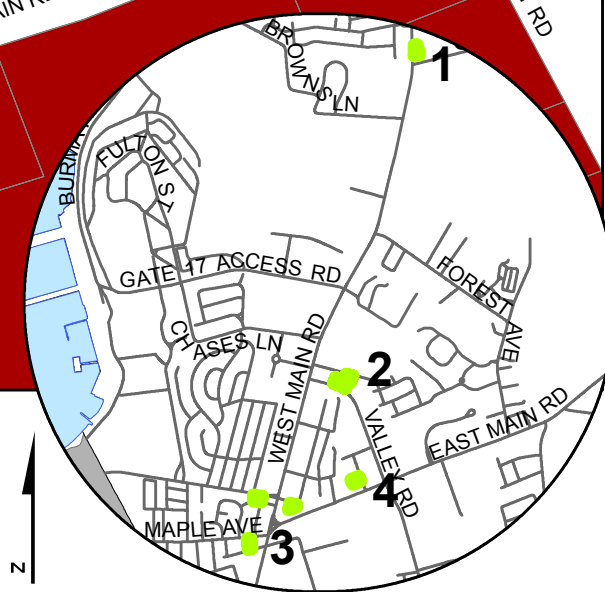 RD
BROWNS LN
1
BURMA
FULTON ST
GATE 17 ACCESS RD
FOREST AVE
CHASES LN
WEST MAIN RD
2
VALLEY RD
EAST MAIN RD
4
MAPLE AVE
3
N